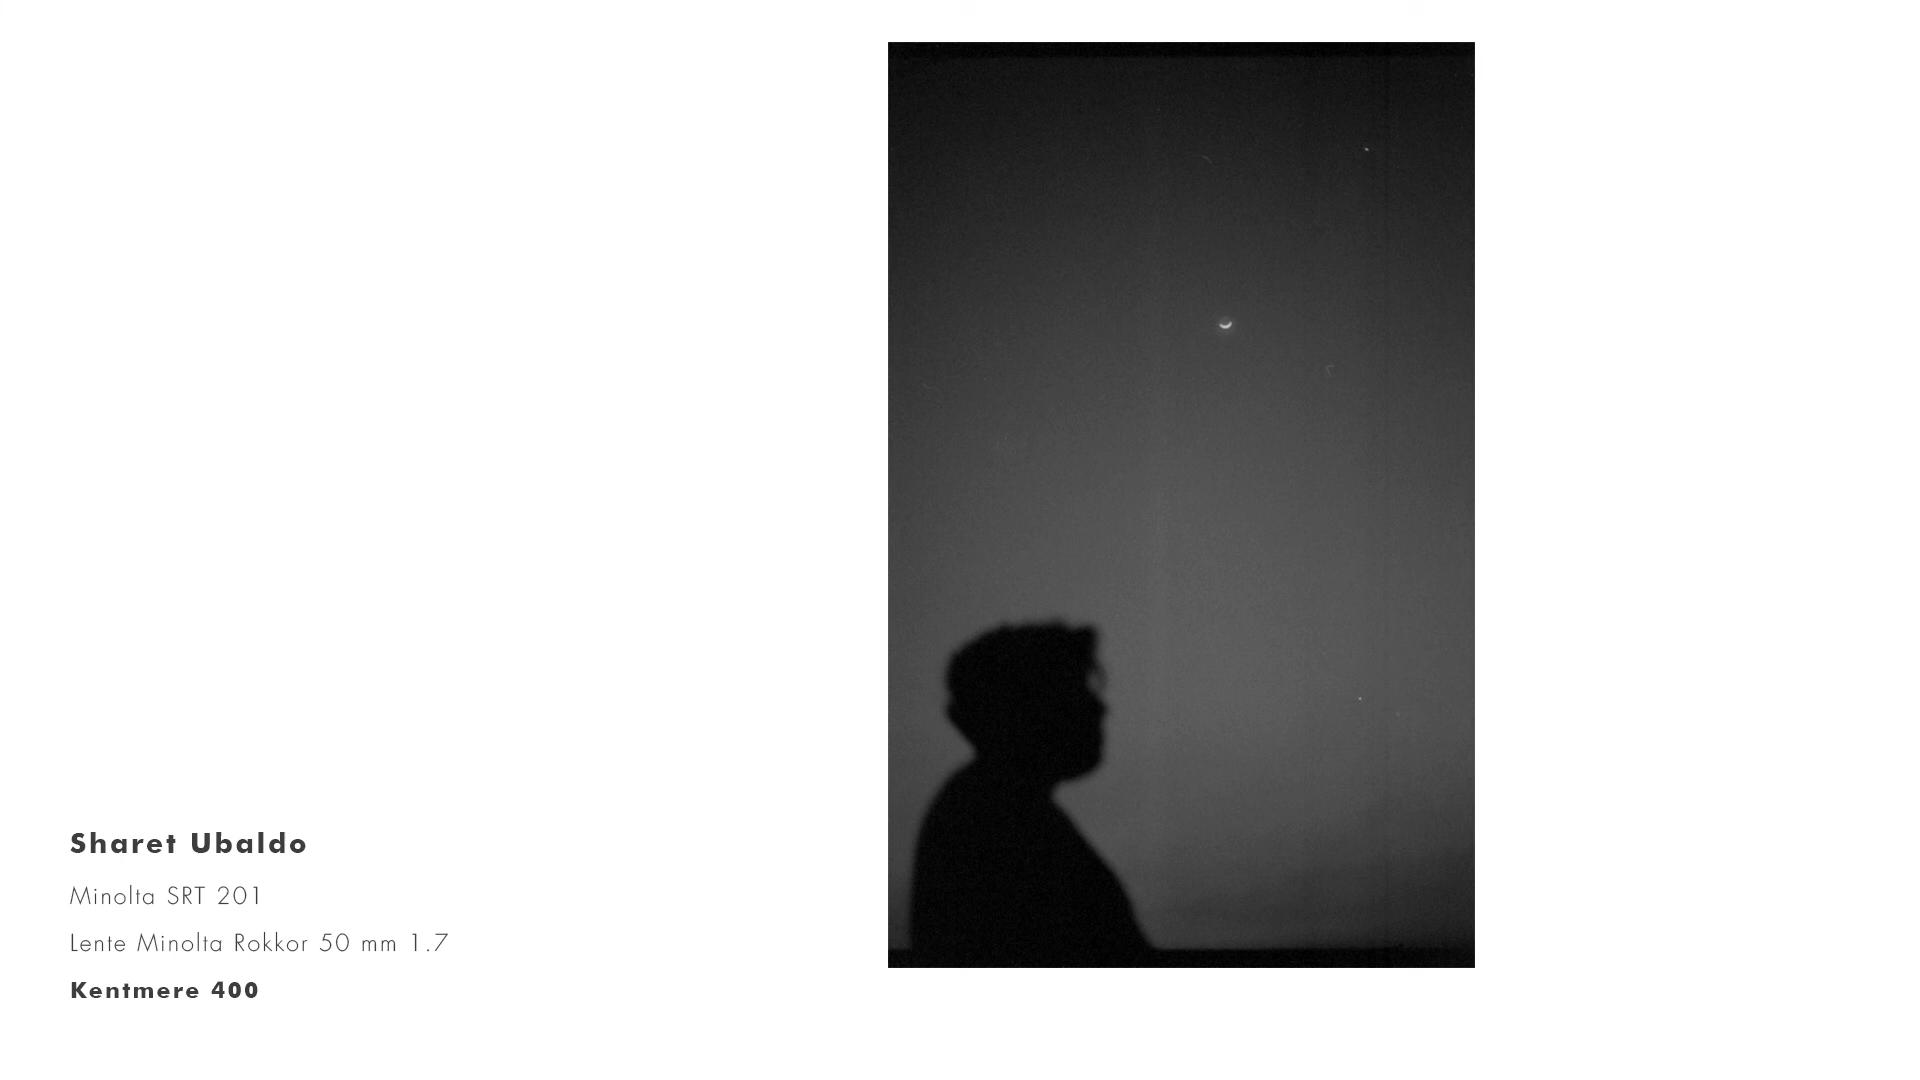 Sharet Ubaldo
Minolta SRT 201
Lente Minolta Rokkor 50 mm 1.7
Kentmere 400